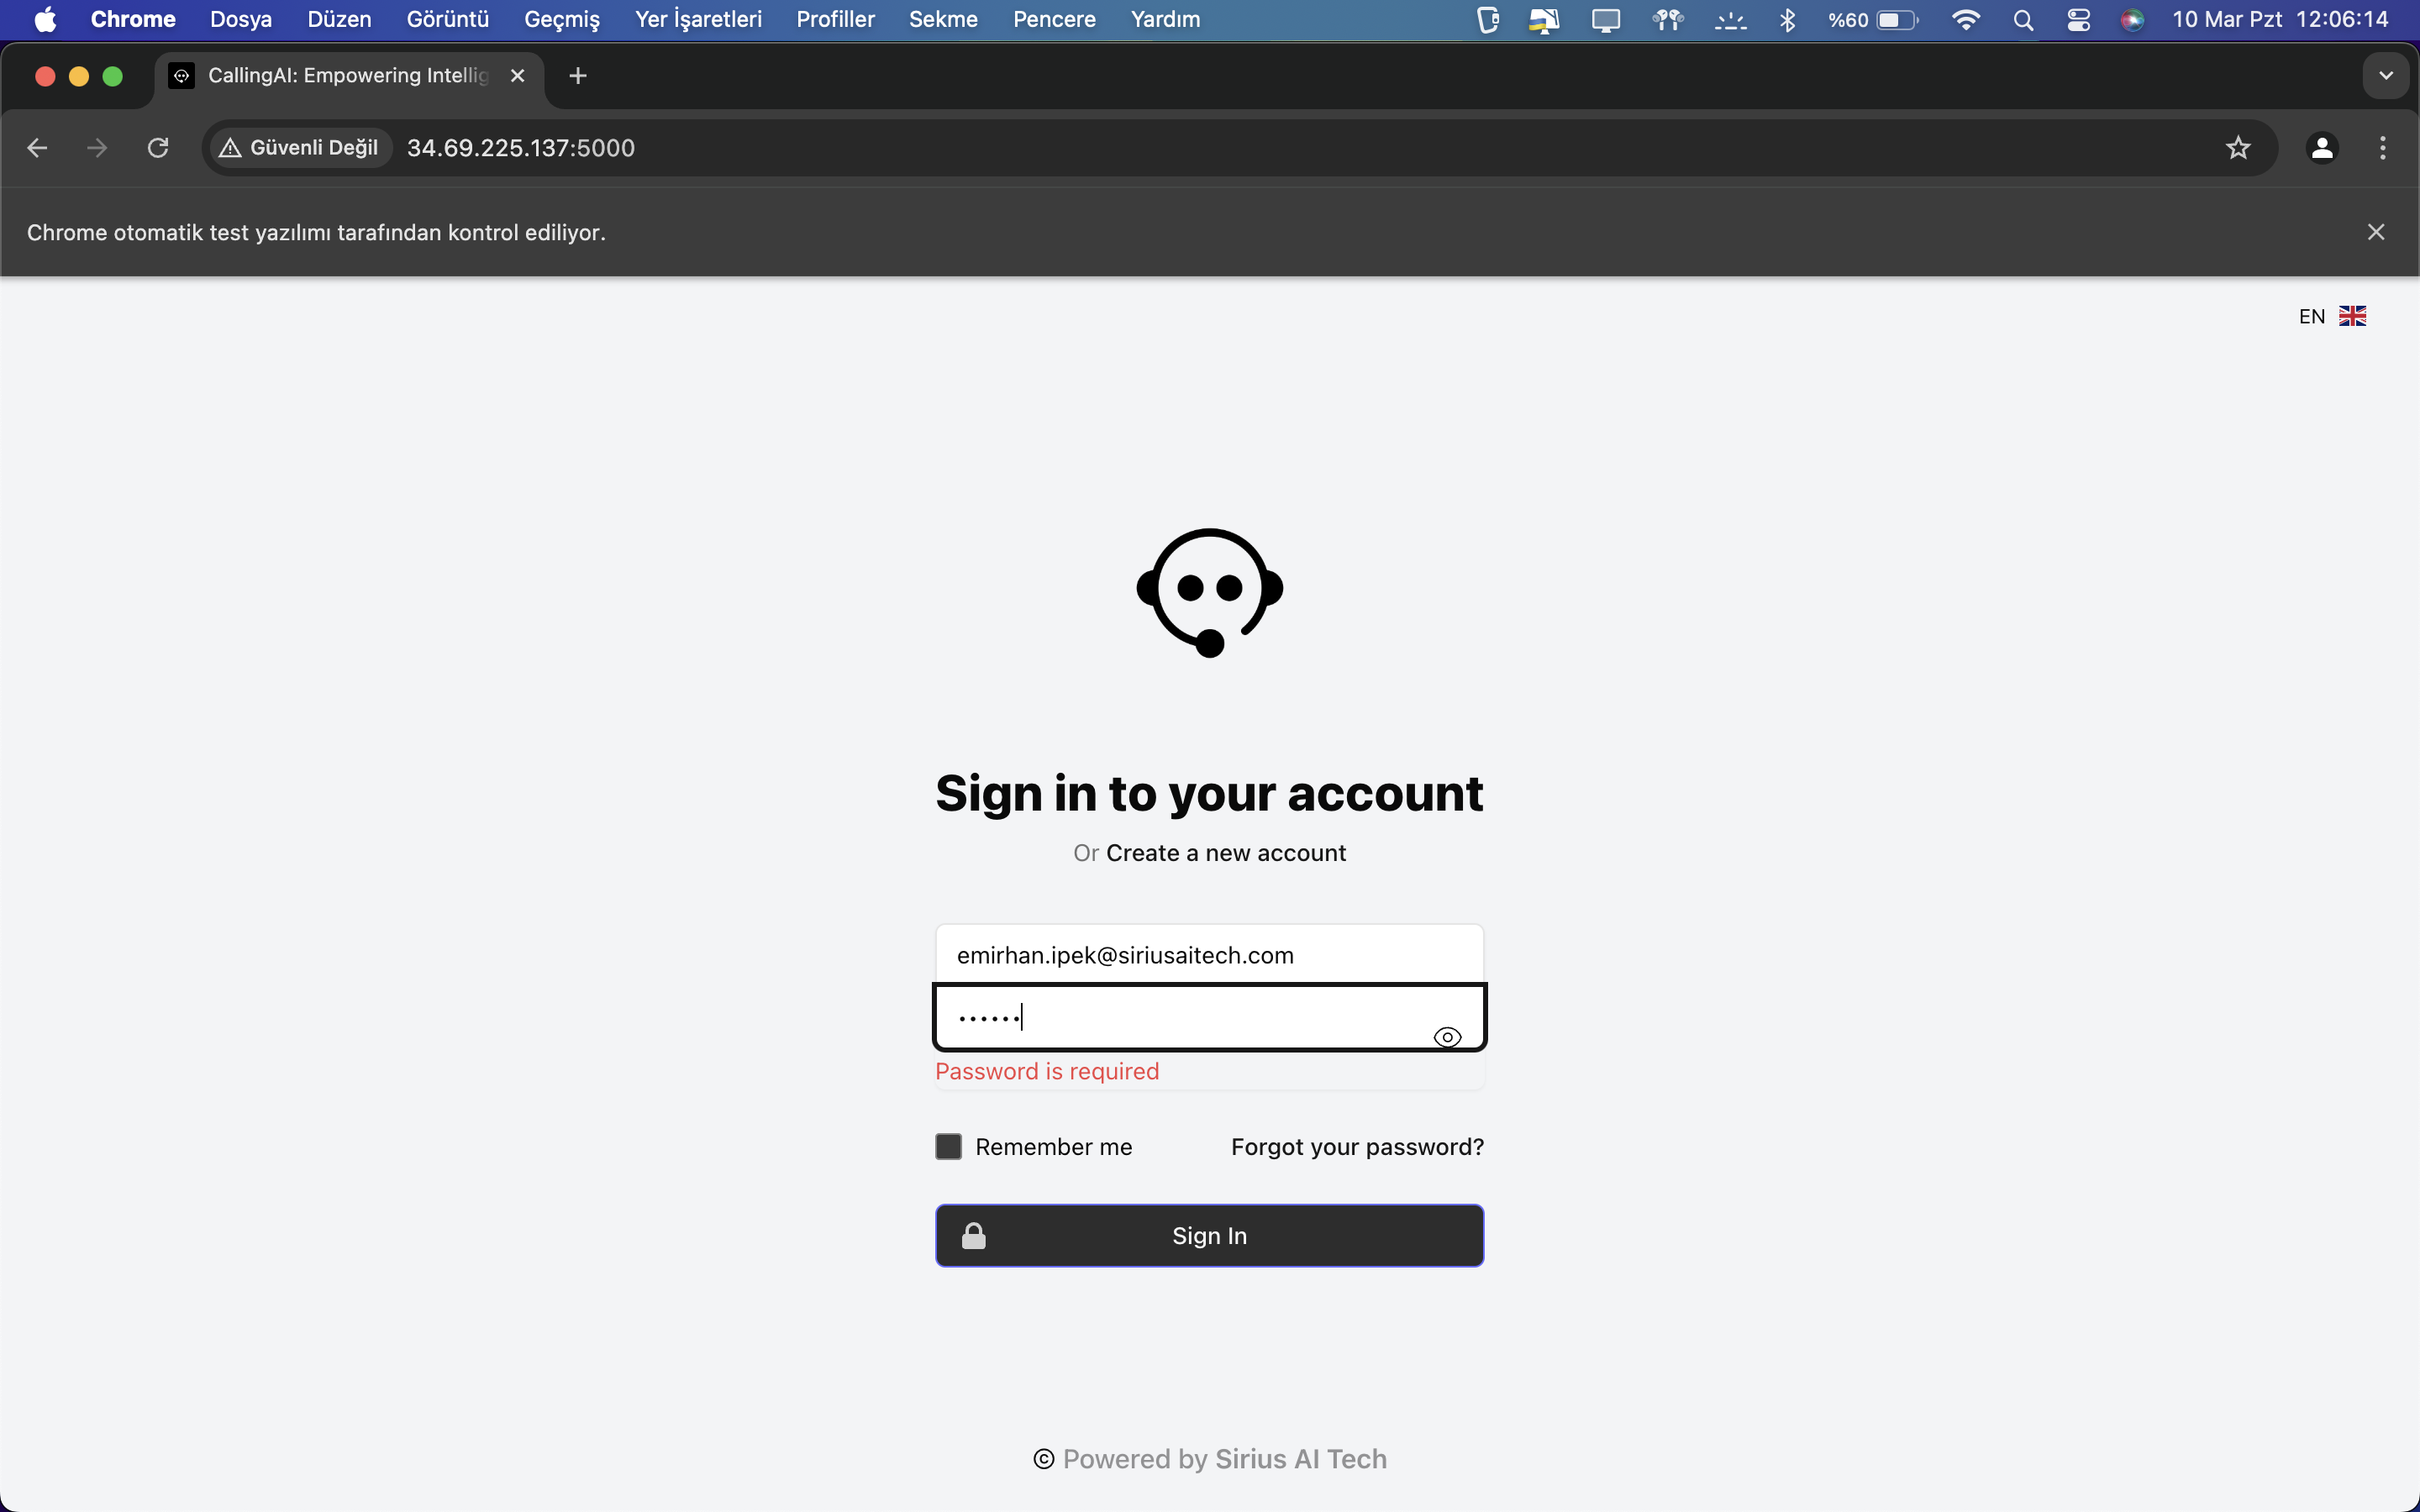 Chrome Dosya Düzen Görüntü Geçmiş Yer İşaretleri Profiller Sekme Pencere Yardım %60 10 Mar Pzt 12:06:14
CallingAI: Empowering Intellig
Güvenli Değil 34.69.225.137:5000
Chrome otomatik test yazılımı tarafından kontrol ediliyor.
EN
Sign in to your account
Or Create a new account
emirhan.ipek@siriusaitech.com
••••••
Password is required
Remember me Forgot your password?
Sign In
© Powered by Sirius AI Tech